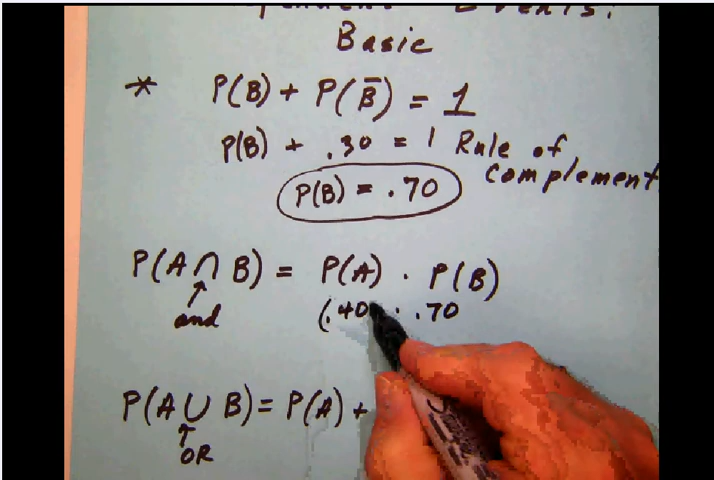 Basic
* P(B) + P(B̄) = 1
P(B) + .30 = 1 Rule of
Complement
P(B) = .70
P(A ∩ B) = P(A) · P(B)
and
(.40 · .70
P(A ∪ B) = P(A) +
OR